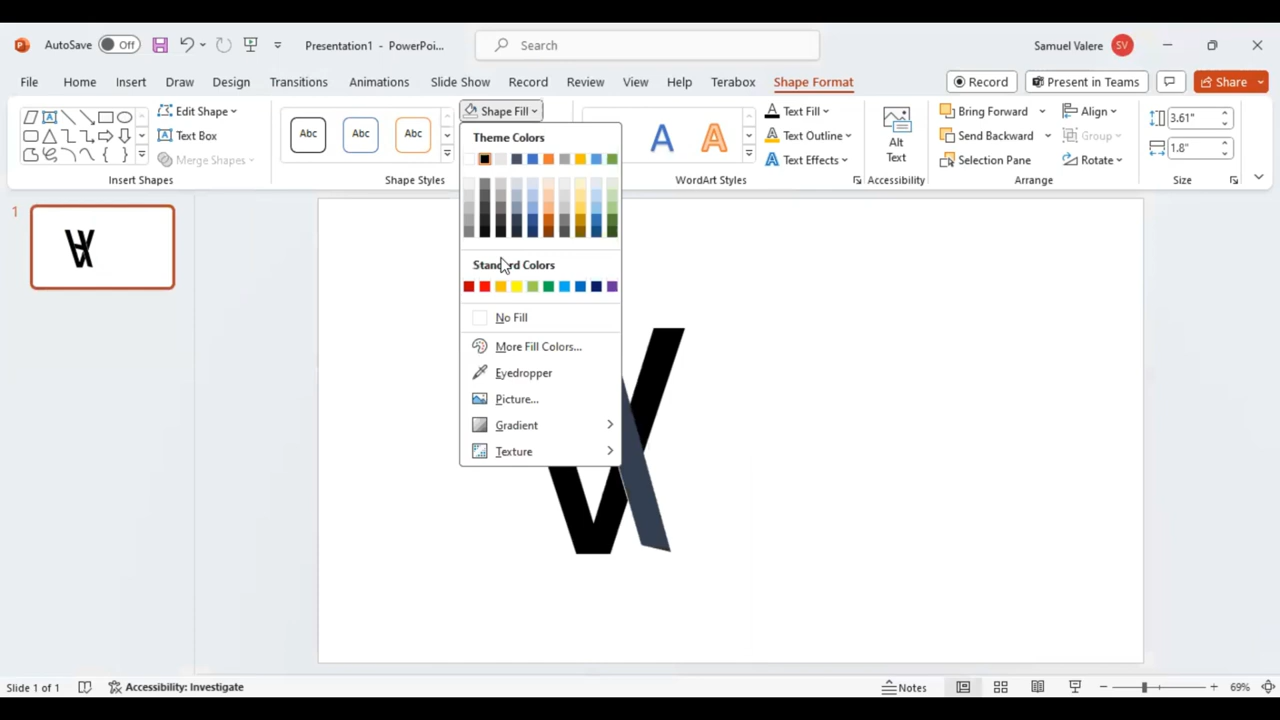 AutoSave Off Presentation1 - PowerPoi... Search Samuel Valere SV
File Home Insert Draw Design Transitions Animations Slide Show Record Review View Help Terabox Shape Format Record Present in Teams Share
Edit Shape Shape Fill Text Fill Bring Forward Align 3.61"
Text Box Abc Abc Abc A A Text Outline Alt Text Send Backward Group
Merge Shapes Text Effects Selection Pane Rotate 1.8"
Insert Shapes Shape Styles WordArt Styles Accessibility Arrange Size
Theme Colors
Standard Colors
No Fill
More Fill Colors...
Eyedropper
Picture...
Gradient
Texture
1
Slide 1 of 1 Accessibility: Investigate Notes 69%